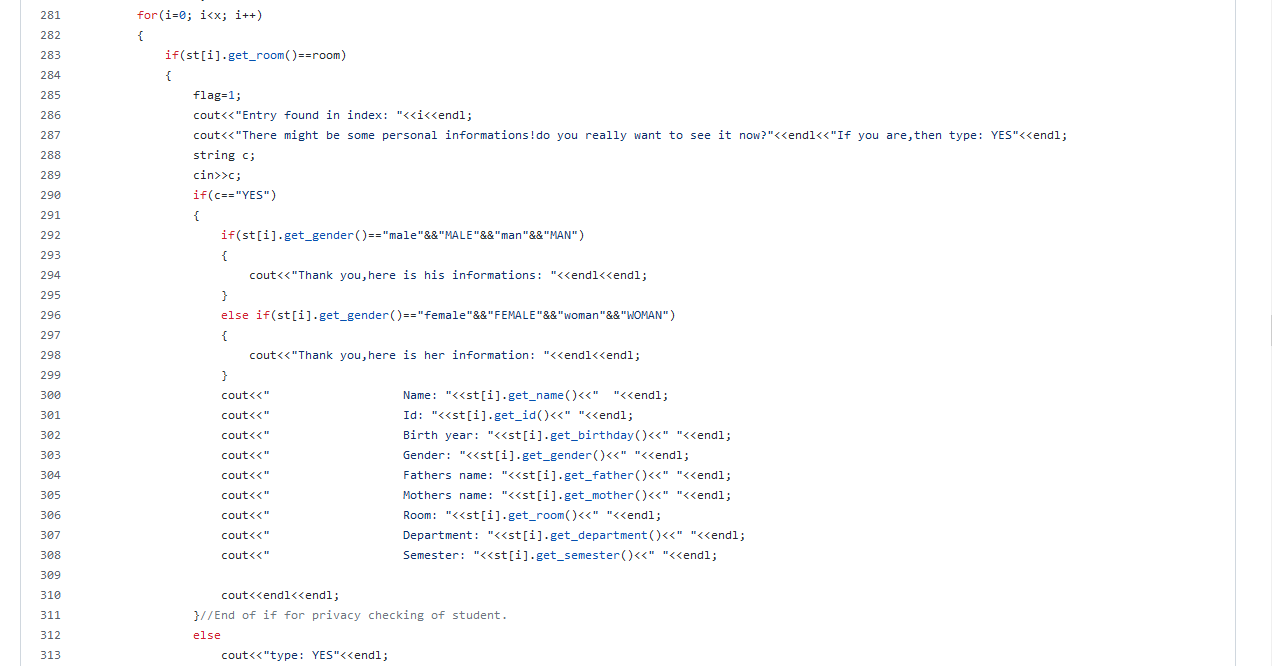 281 for(i=0; i<x; i++)
282 {
283 if(st[i].get_room()==room)
284 {
285 flag=1;
286 cout<<"Entry found in index: "<<i<<endl;
287 cout<<"There might be some personal informations!do you really want to see it now?"<<endl<<"If you are,then type: YES"<<endl;
288 string c;
289 cin>>c;
290 if(c=="YES")
291 {
292 if(st[i].get_gender()=="male"&&"MALE"&&"man"&&"MAN")
293 {
294 cout<<"Thank you,here is his informations: "<<endl<<endl;
295 }
296 else if(st[i].get_gender()=="female"&&"FEMALE"&&"woman"&&"WOMAN")
297 {
298 cout<<"Thank you,here is her information: "<<endl<<endl;
299 }
300 cout<<"                   Name: "<<st[i].get_name()<<"  "<<endl;
301 cout<<"                   Id: "<<st[i].get_id()<<" "<<endl;
302 cout<<"                   Birth year: "<<st[i].get_birthday()<<" "<<endl;
303 cout<<"                   Gender: "<<st[i].get_gender()<<" "<<endl;
304 cout<<"                   Fathers name: "<<st[i].get_father()<<" "<<endl;
305 cout<<"                   Mothers name: "<<st[i].get_mother()<<" "<<endl;
306 cout<<"                   Room: "<<st[i].get_room()<<" "<<endl;
307 cout<<"                   Department: "<<st[i].get_department()<<" "<<endl;
308 cout<<"                   Semester: "<<st[i].get_semester()<<" "<<endl;
309
310 cout<<endl<<endl;
311 }//End of if for privacy checking of student.
312 else
313 cout<<"type: YES"<<endl;